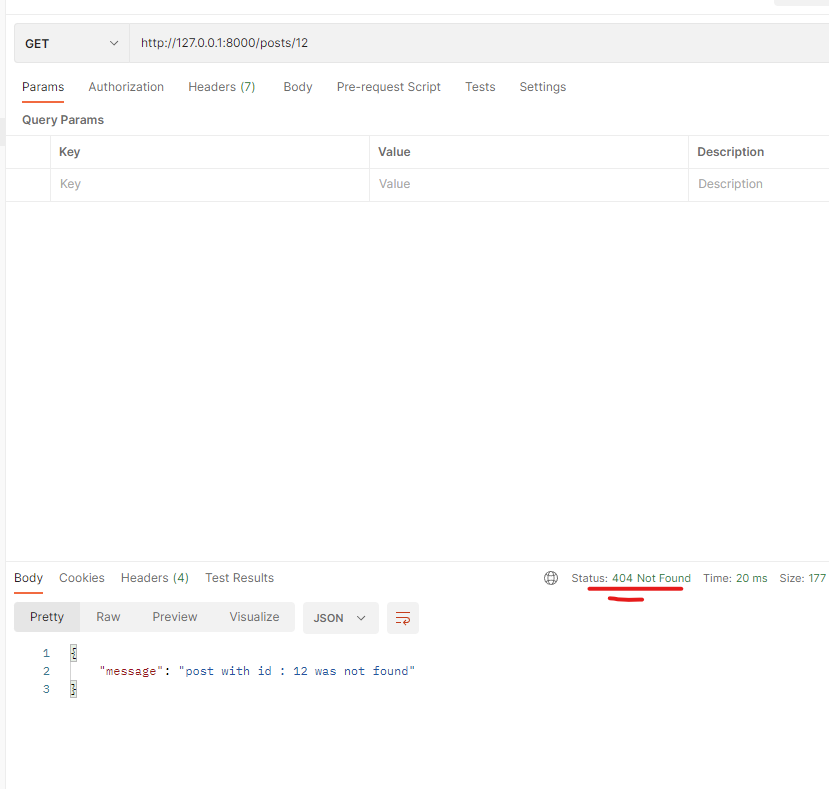 GET http://127.0.0.1:8000/posts/12
Params Authorization Headers (7) Body Pre-request Script Tests Settings
Query Params
Key Value Description
Key Value Description
Body Cookies Headers (4) Test Results Status: 404 Not Found Time: 20 ms Size: 177
Pretty Raw Preview Visualize JSON
1 {
2 "message": "post with id : 12 was not found"
3 }